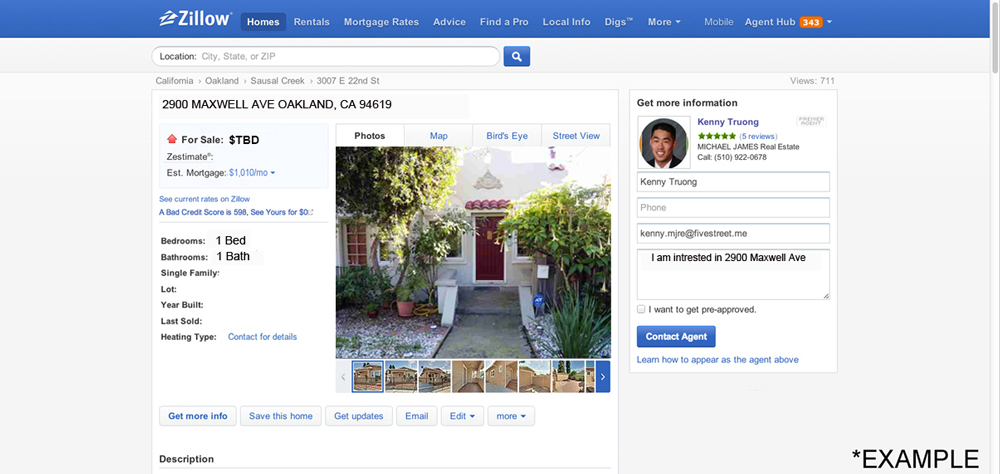 Zillow® Homes Rentals Mortgage Rates Advice Find a Pro Local Info Digs™ More Mobile Agent Hub 343
Location: City, State, or ZIP
California › Oakland › Sausal Creek › 3007 E 22nd St Views: 711
2900 MAXWELL AVE OAKLAND, CA 94619
For Sale: $TBD
Zestimate®:
Est. Mortgage: $1,010/mo
See current rates on Zillow
A Bad Credit Score is 598, See Yours for $0
Bedrooms: 1 Bed
Bathrooms: 1 Bath
Single Family:
Lot:
Year Built:
Last Sold:
Heating Type: Contact for details
Photos Map Bird's Eye Street View
ADT
Get more info Save this home Get updates Email Edit more
Description
Get more information
Kenny Truong
PREMIER
AGENT
(5 reviews)
MICHAEL JAMES Real Estate
Call: (510) 922-0678
Kenny Truong
Phone
kenny.mjre@fivestreet.me
I am intrested in 2900 Maxwell Ave
I want to get pre-approved.
Contact Agent
Learn how to appear as the agent above
*EXAMPLE